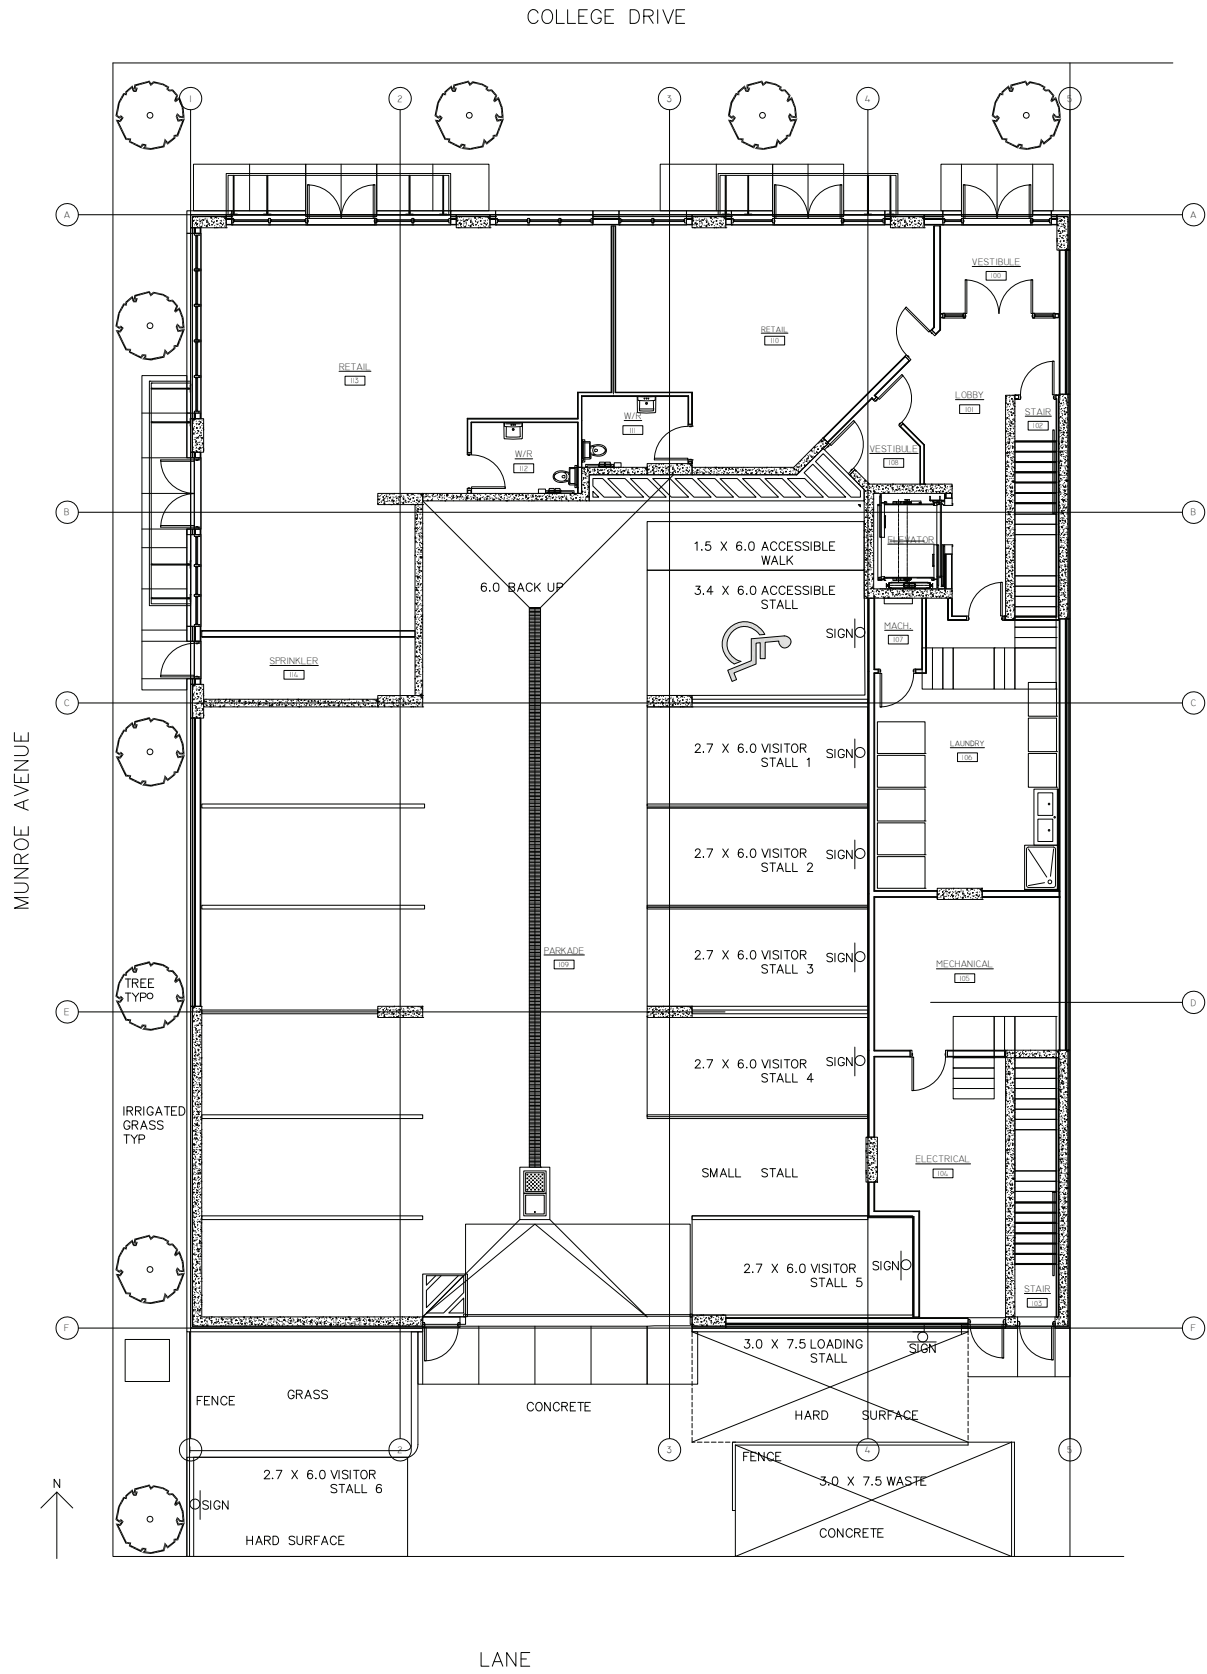 COLLEGE DRIVE
1
2
3
4
5
A
A
VESTIBULE
100
RETAIL
110
RETAIL
113
LOBBY
101
STAIR
102
W/R
111
W/R
112
VESTIBULE
108
B
B
ELEVATOR
1.5 X 6.0 ACCESSIBLE
WALK
6.0 BACK UP
3.4 X 6.0 ACCESSIBLE
STALL
SIGN
MACH.
107
SPRINKLER
114
C
C
2.7 X 6.0 VISITOR
STALL 1
SIGN
LAUNDRY
106
MUNROE AVENUE
2.7 X 6.0 VISITOR
STALL 2
SIGN
PARKADE
109
2.7 X 6.0 VISITOR
STALL 3
SIGN
MECHANICAL
105
TREE
TYP
E
D
2.7 X 6.0 VISITOR
STALL 4
SIGN
IRRIGATED
GRASS
TYP
SMALL STALL
ELECTRICAL
104
2.7 X 6.0 VISITOR
STALL 5
SIGN
STAIR
103
F
F
3.0 X 7.5 LOADING
STALL
SIGN
GRASS
FENCE
CONCRETE
HARD SURFACE
2
3
4
5
FENCE
2.7 X 6.0 VISITOR
STALL 6
3.0 X 7.5 WASTE
N
SIGN
HARD SURFACE
CONCRETE
LANE